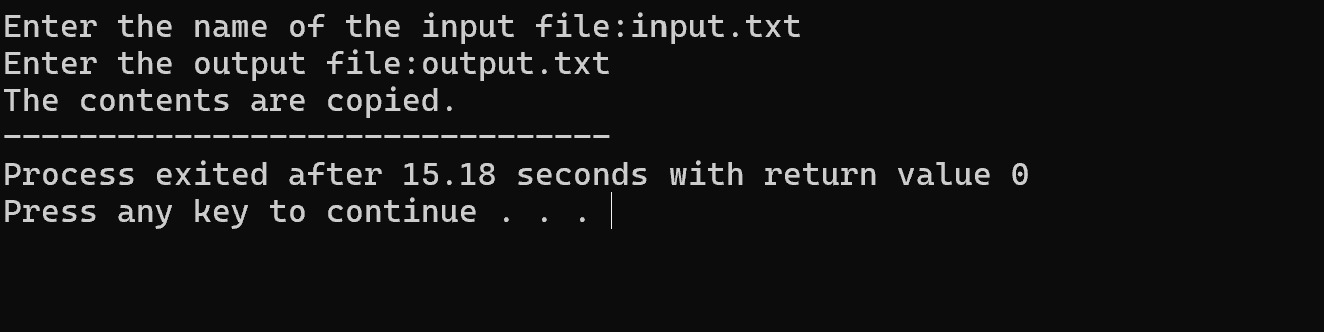 Enter the name of the input file:input.txt
Enter the output file:output.txt
The contents are copied.
--------------------------------
Process exited after 15.18 seconds with return value 0
Press any key to continue . . .